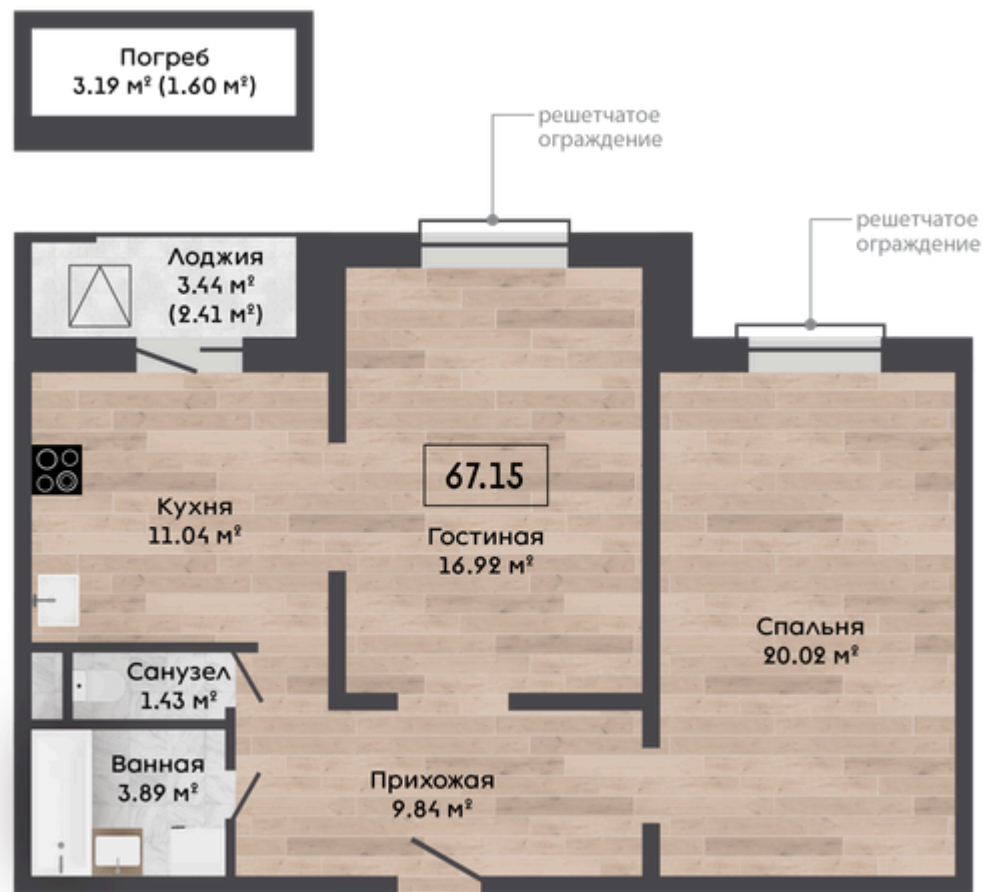 Погреб
3.19 м² (1.60 м²)
решетчатое
ограждение
решетчатое
ограждение
Лоджия
3.44 м²
(2.41 м²)
67.15
Кухня
11.04 м²
Гостиная
16.92 м²
Спальня
20.02 м²
Санузел
1.43 м²
Ванная
3.89 м²
Прихожая
9.84 м²